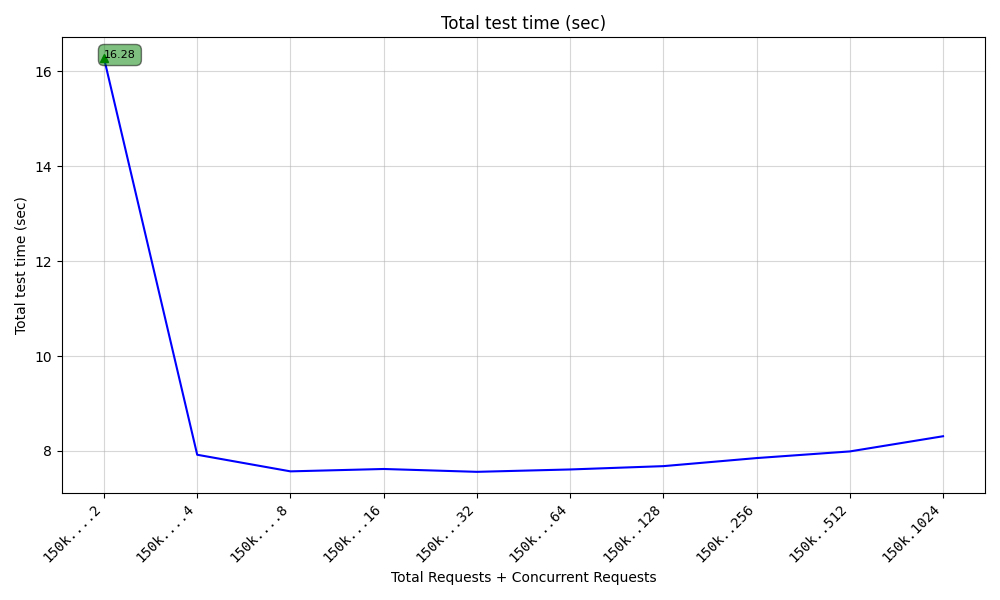 Total test time (sec)
16.28
Total test time (sec)
16
14
12
10
8
150k....2
150k....4
150k....8
150k...16
150k...32
150k...64
150k..128
150k..256
150k..512
150k.1024
Total Requests + Concurrent Requests